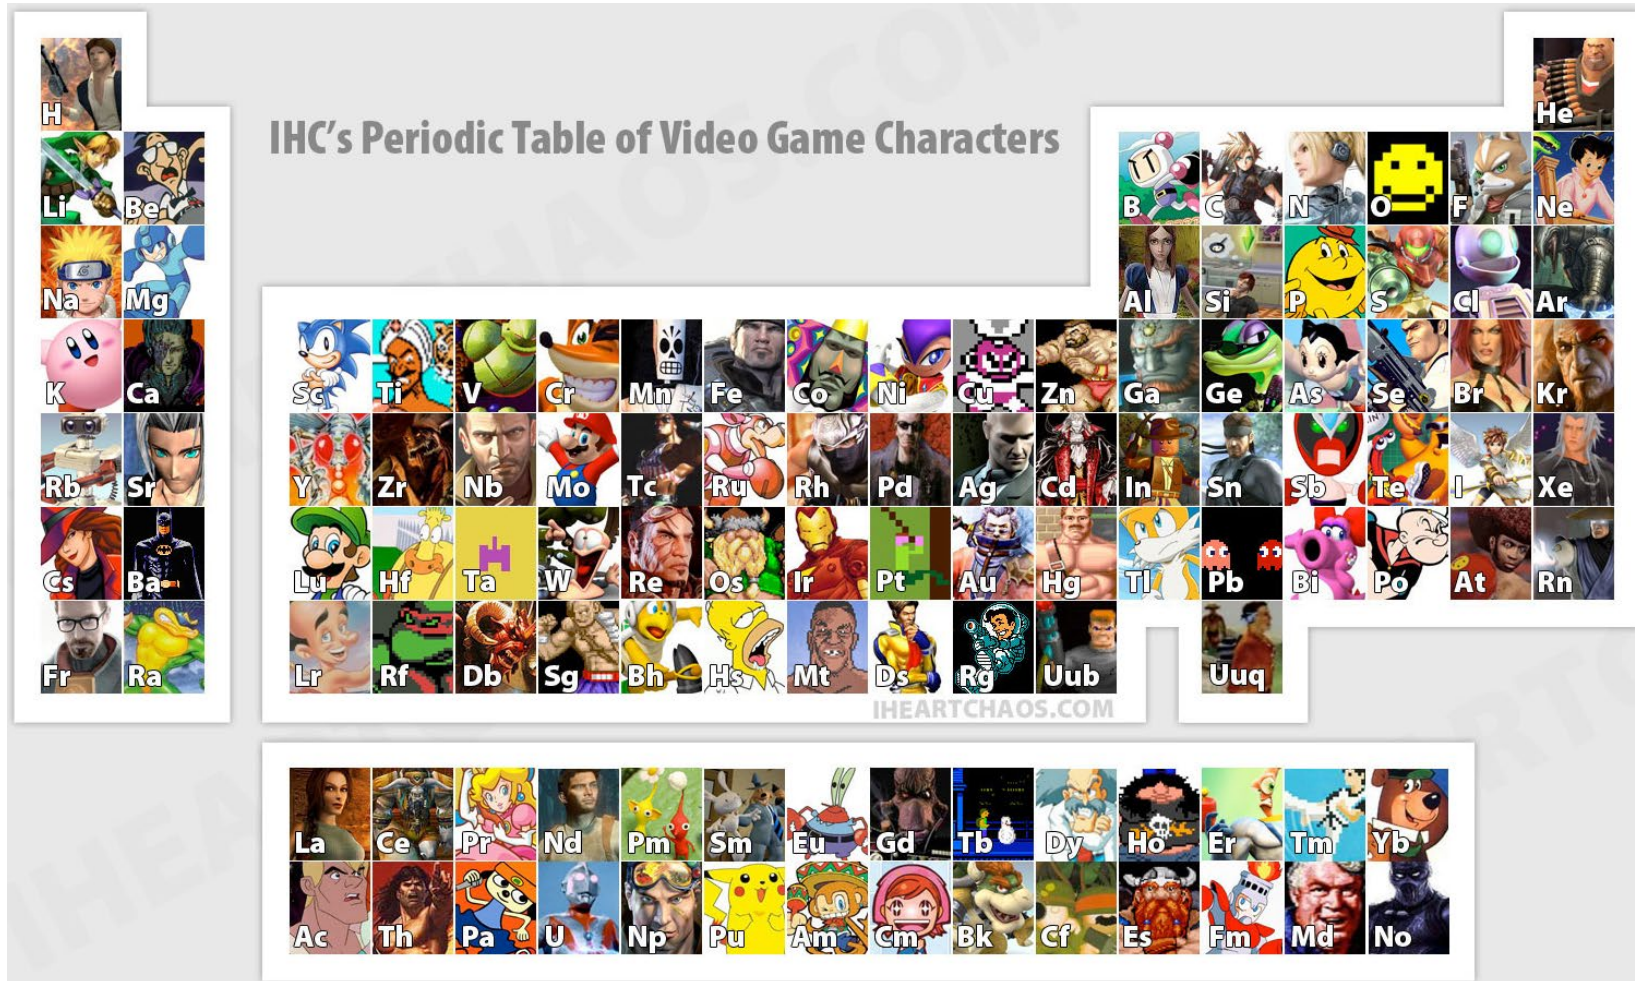 H He
IHC's Periodic Table of Video Game Characters
Li Be B C N O F Ne
Na Mg Al Si P S Cl Ar
K Ca Sc Ti V Cr Mn Fe Co Ni Cu Zn Ga Ge As Se Br Kr
Rb Sr Y Zr Nb Mo Tc Ru Rh Pd Ag Cd In Sn Sb Te I Xe
Cs Ba Lu Hf Ta W Re Os Ir Pt Au Hg Tl Pb Bi Po At Rn
Fr Ra Lr Rf Db Sg Bh Hs Mt Ds Rg Uub Uuq
IHEARTCHAOS.COM
La Ce Pr Nd Pm Sm Eu Gd Tb Dy Ho Er Tm Yb
Ac Th Pa U Np Pu Am Cm Bk Cf Es Fm Md No